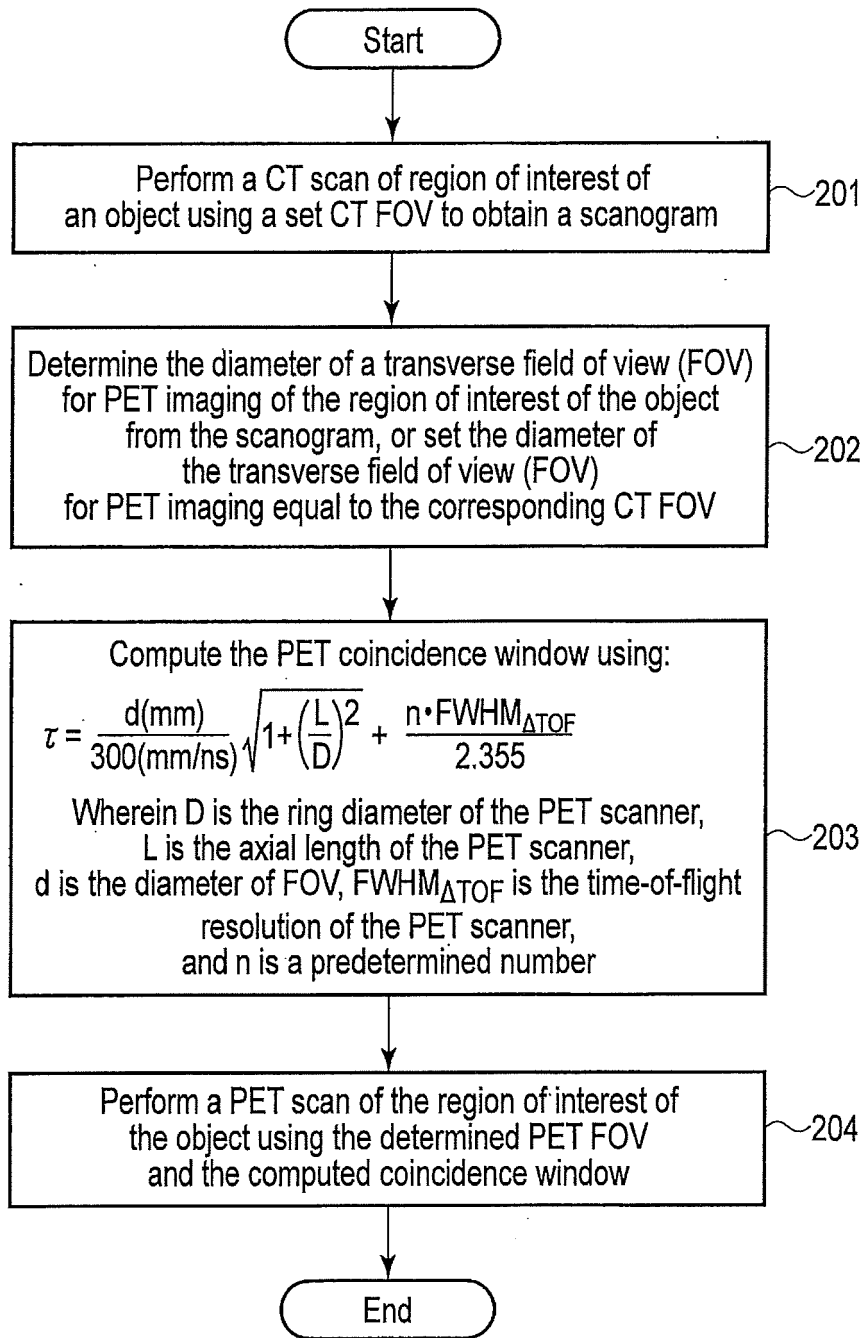 Start
Perform a CT scan of region of interest of
an object using a set CT FOV to obtain a scanogram
201
Determine the diameter of a transverse field of view (FOV)
for PET imaging of the region of interest of the object
from the scanogram, or set the diameter of
the transverse field of view (FOV)
for PET imaging equal to the corresponding CT FOV
202
Compute the PET coincidence window using:
τ = d(mm)/300(mm/ns) √(1+(L/D)²) + n•FWHM_ΔTOF/2.355
Wherein D is the ring diameter of the PET scanner,
L is the axial length of the PET scanner,
d is the diameter of FOV, FWHM_ΔTOF is the time-of-flight
resolution of the PET scanner,
and n is a predetermined number
203
Perform a PET scan of the region of interest of
the object using the determined PET FOV
and the computed coincidence window
204
End